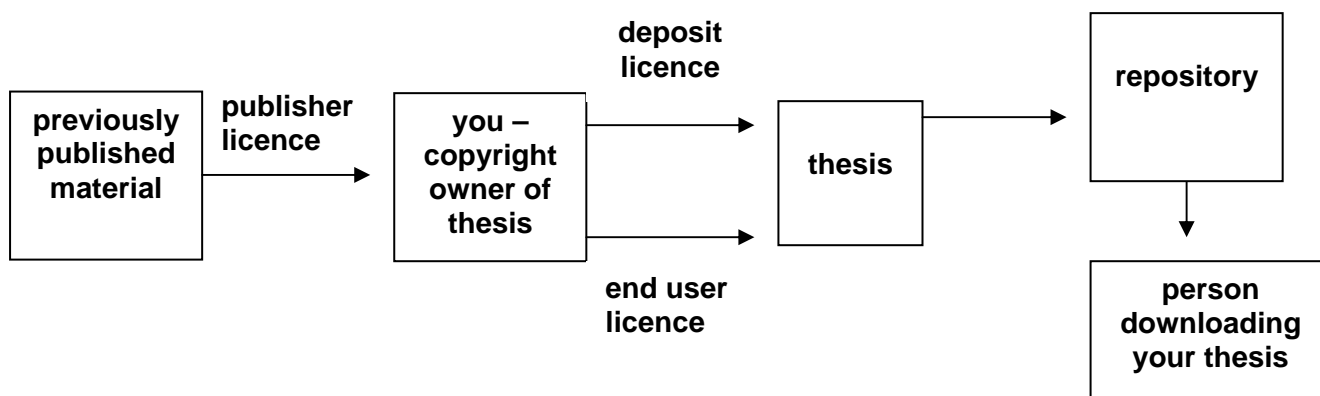 previously
published
material
publisher
licence
you –
copyright
owner of
thesis
deposit
licence
end user
licence
thesis
repository
person
downloading
your thesis